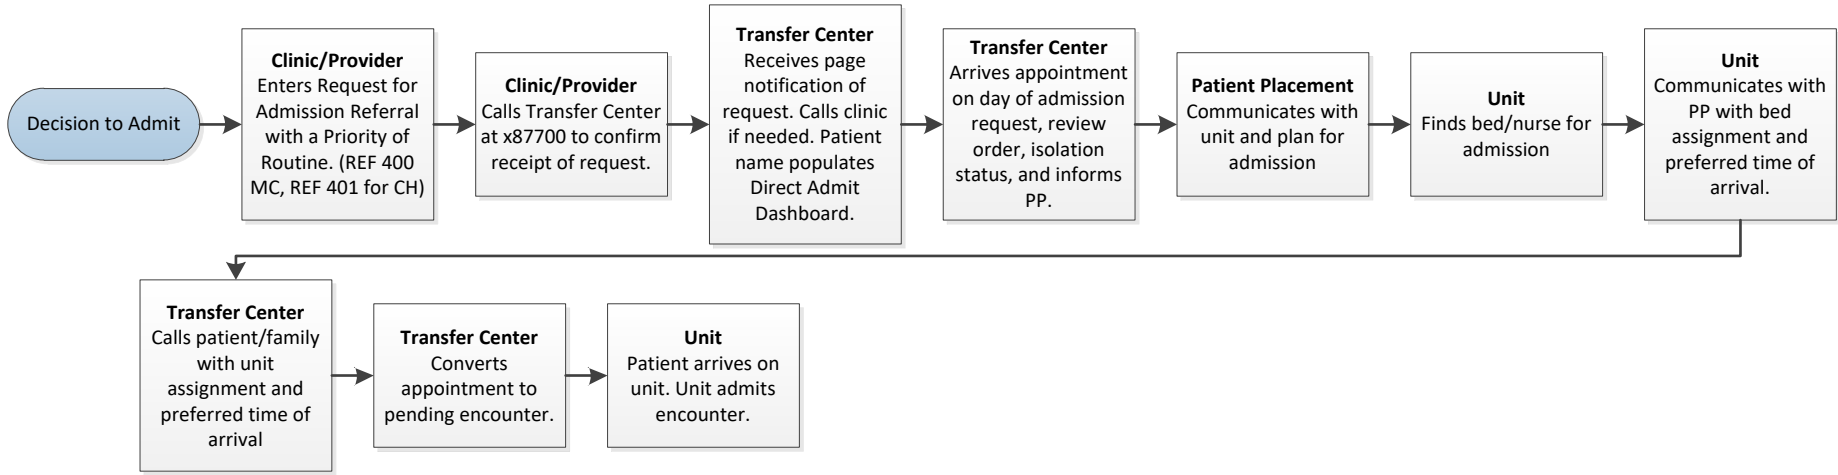 Decision to Admit
Clinic/Provider
Enters Request for
Admission Referral
with a Priority of
Routine. (REF 400
MC, REF 401 for CH)
Clinic/Provider
Calls Transfer Center
at x87700 to confirm
receipt of request.
Transfer Center
Receives page
notification of
request. Calls clinic
if needed. Patient
name populates
Direct Admit
Dashboard.
Transfer Center
Arrives appointment
on day of admission
request, review
order, isolation
status, and informs
PP.
Patient Placement
Communicates with
unit and plan for
admission
Unit
Finds bed/nurse for
admission
Unit
Communicates with
PP with bed
assignment and
preferred time of
arrival.
Transfer Center
Calls patient/family
with unit
assignment and
preferred time of
arrival
Transfer Center
Converts
appointment to
pending encounter.
Unit
Patient arrives on
unit. Unit admits
encounter.